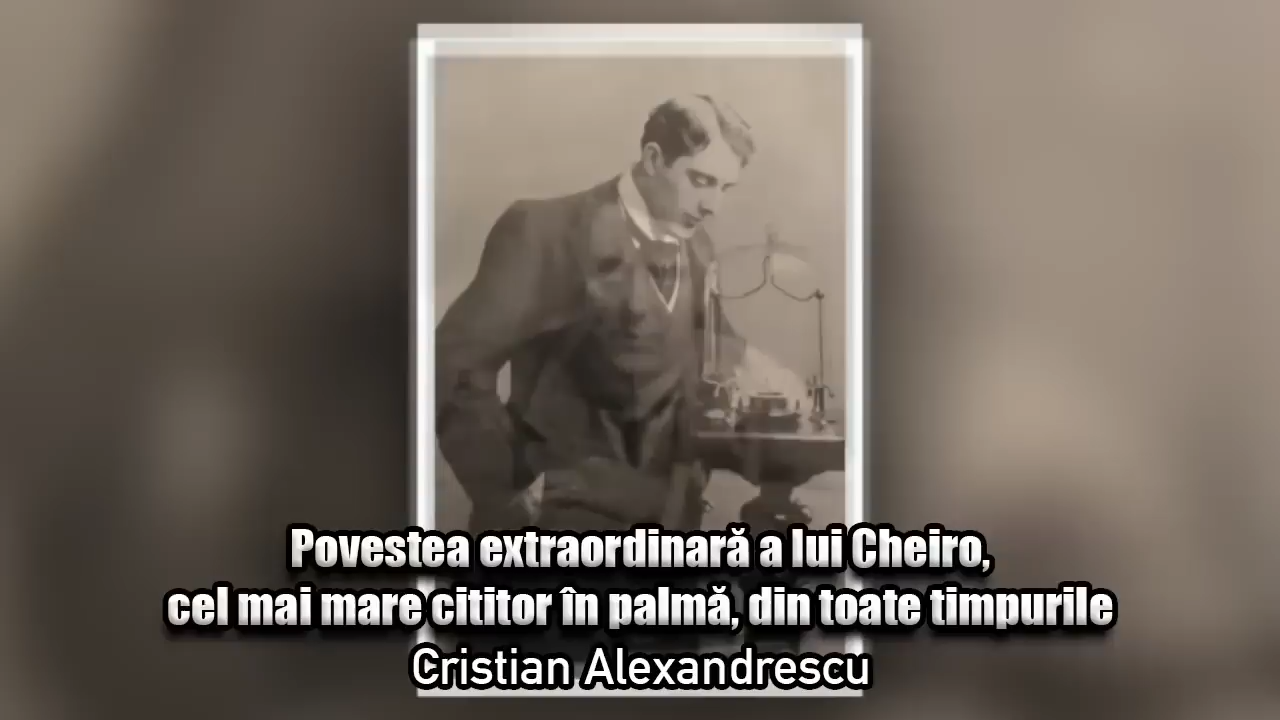 Povestea extraordinară a lui Cheiro,
cel mai mare cititor în palmă, din toate timpurile
Cristian Alexandrescu